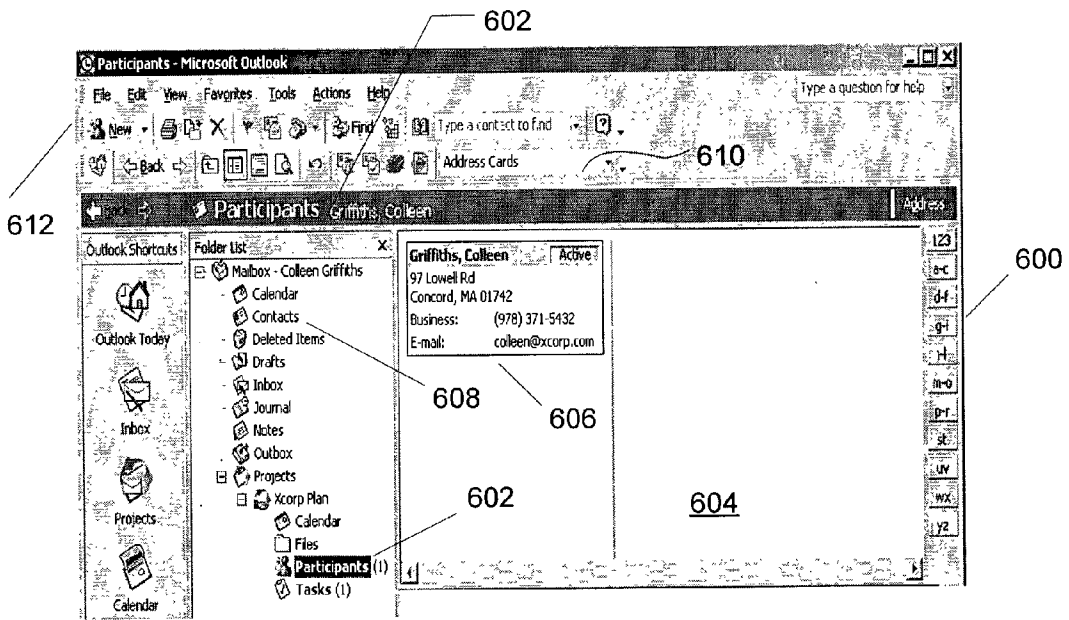 602
Participants - Microsoft Outlook
File Edit View Favorites Tools Actions Help
Type a question for help
New
Find
Type a contact to find
Back
Address Cards
610
612
Participants Griffiths, Colleen
Address
Outlook Shortcuts
Outlook Today
Inbox
Projects
Calendar
Folder List X
Mailbox - Colleen Griffiths
Calendar
Contacts
Deleted Items
Drafts
Inbox
Journal
Notes
Outbox
Projects
Xcorp Plan
Calendar
Files
Participants (1)
Tasks (1)
608
602
Griffiths, Colleen Active
97 Lowell Rd
Concord, MA 01742
Business: (978) 371-5432
E-mail: colleen@xcorp.com
606
604
123
a-c
d-f
g-i
m-o
p-r
st
uv
wx
yz
600